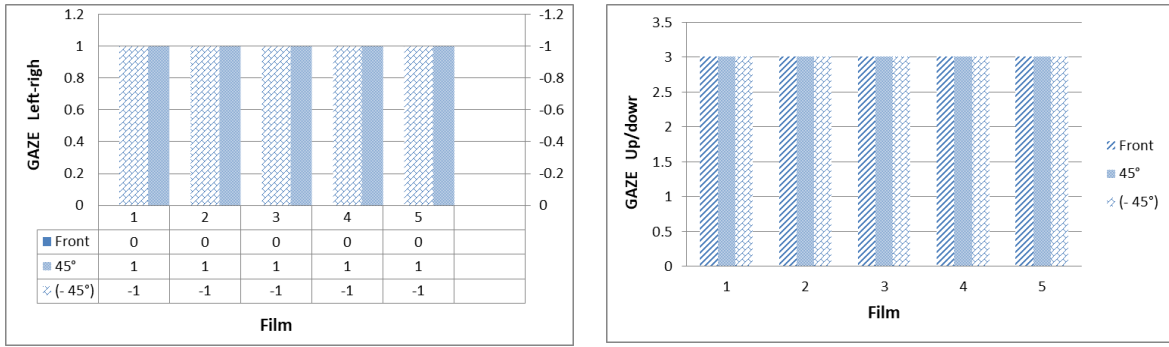 1.2
1
0.8
0.6
0.4
0.2
0
-1.2
-1
-0.8
-0.6
-0.4
-0.2
0
GAZE Left-righ
1 2 3 4 5
Front 0 0 0 0 0
45° 1 1 1 1 1
(- 45°) -1 -1 -1 -1 -1
Film
3.5
3
2.5
2
1.5
1
0.5
0
GAZE Up/dowr
1 2 3 4 5
Film
Front
45°
(- 45°)